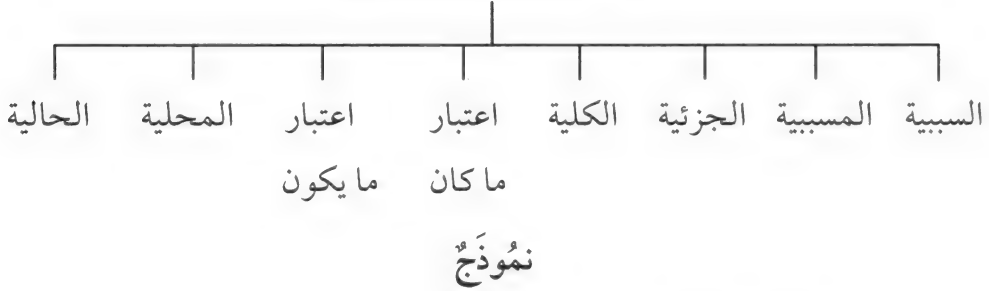 السببية المسببية الجزئية الكلية اعتبار اعتبار المحلية الحالية
ما كان ما يكون
نمُوذَجٌ